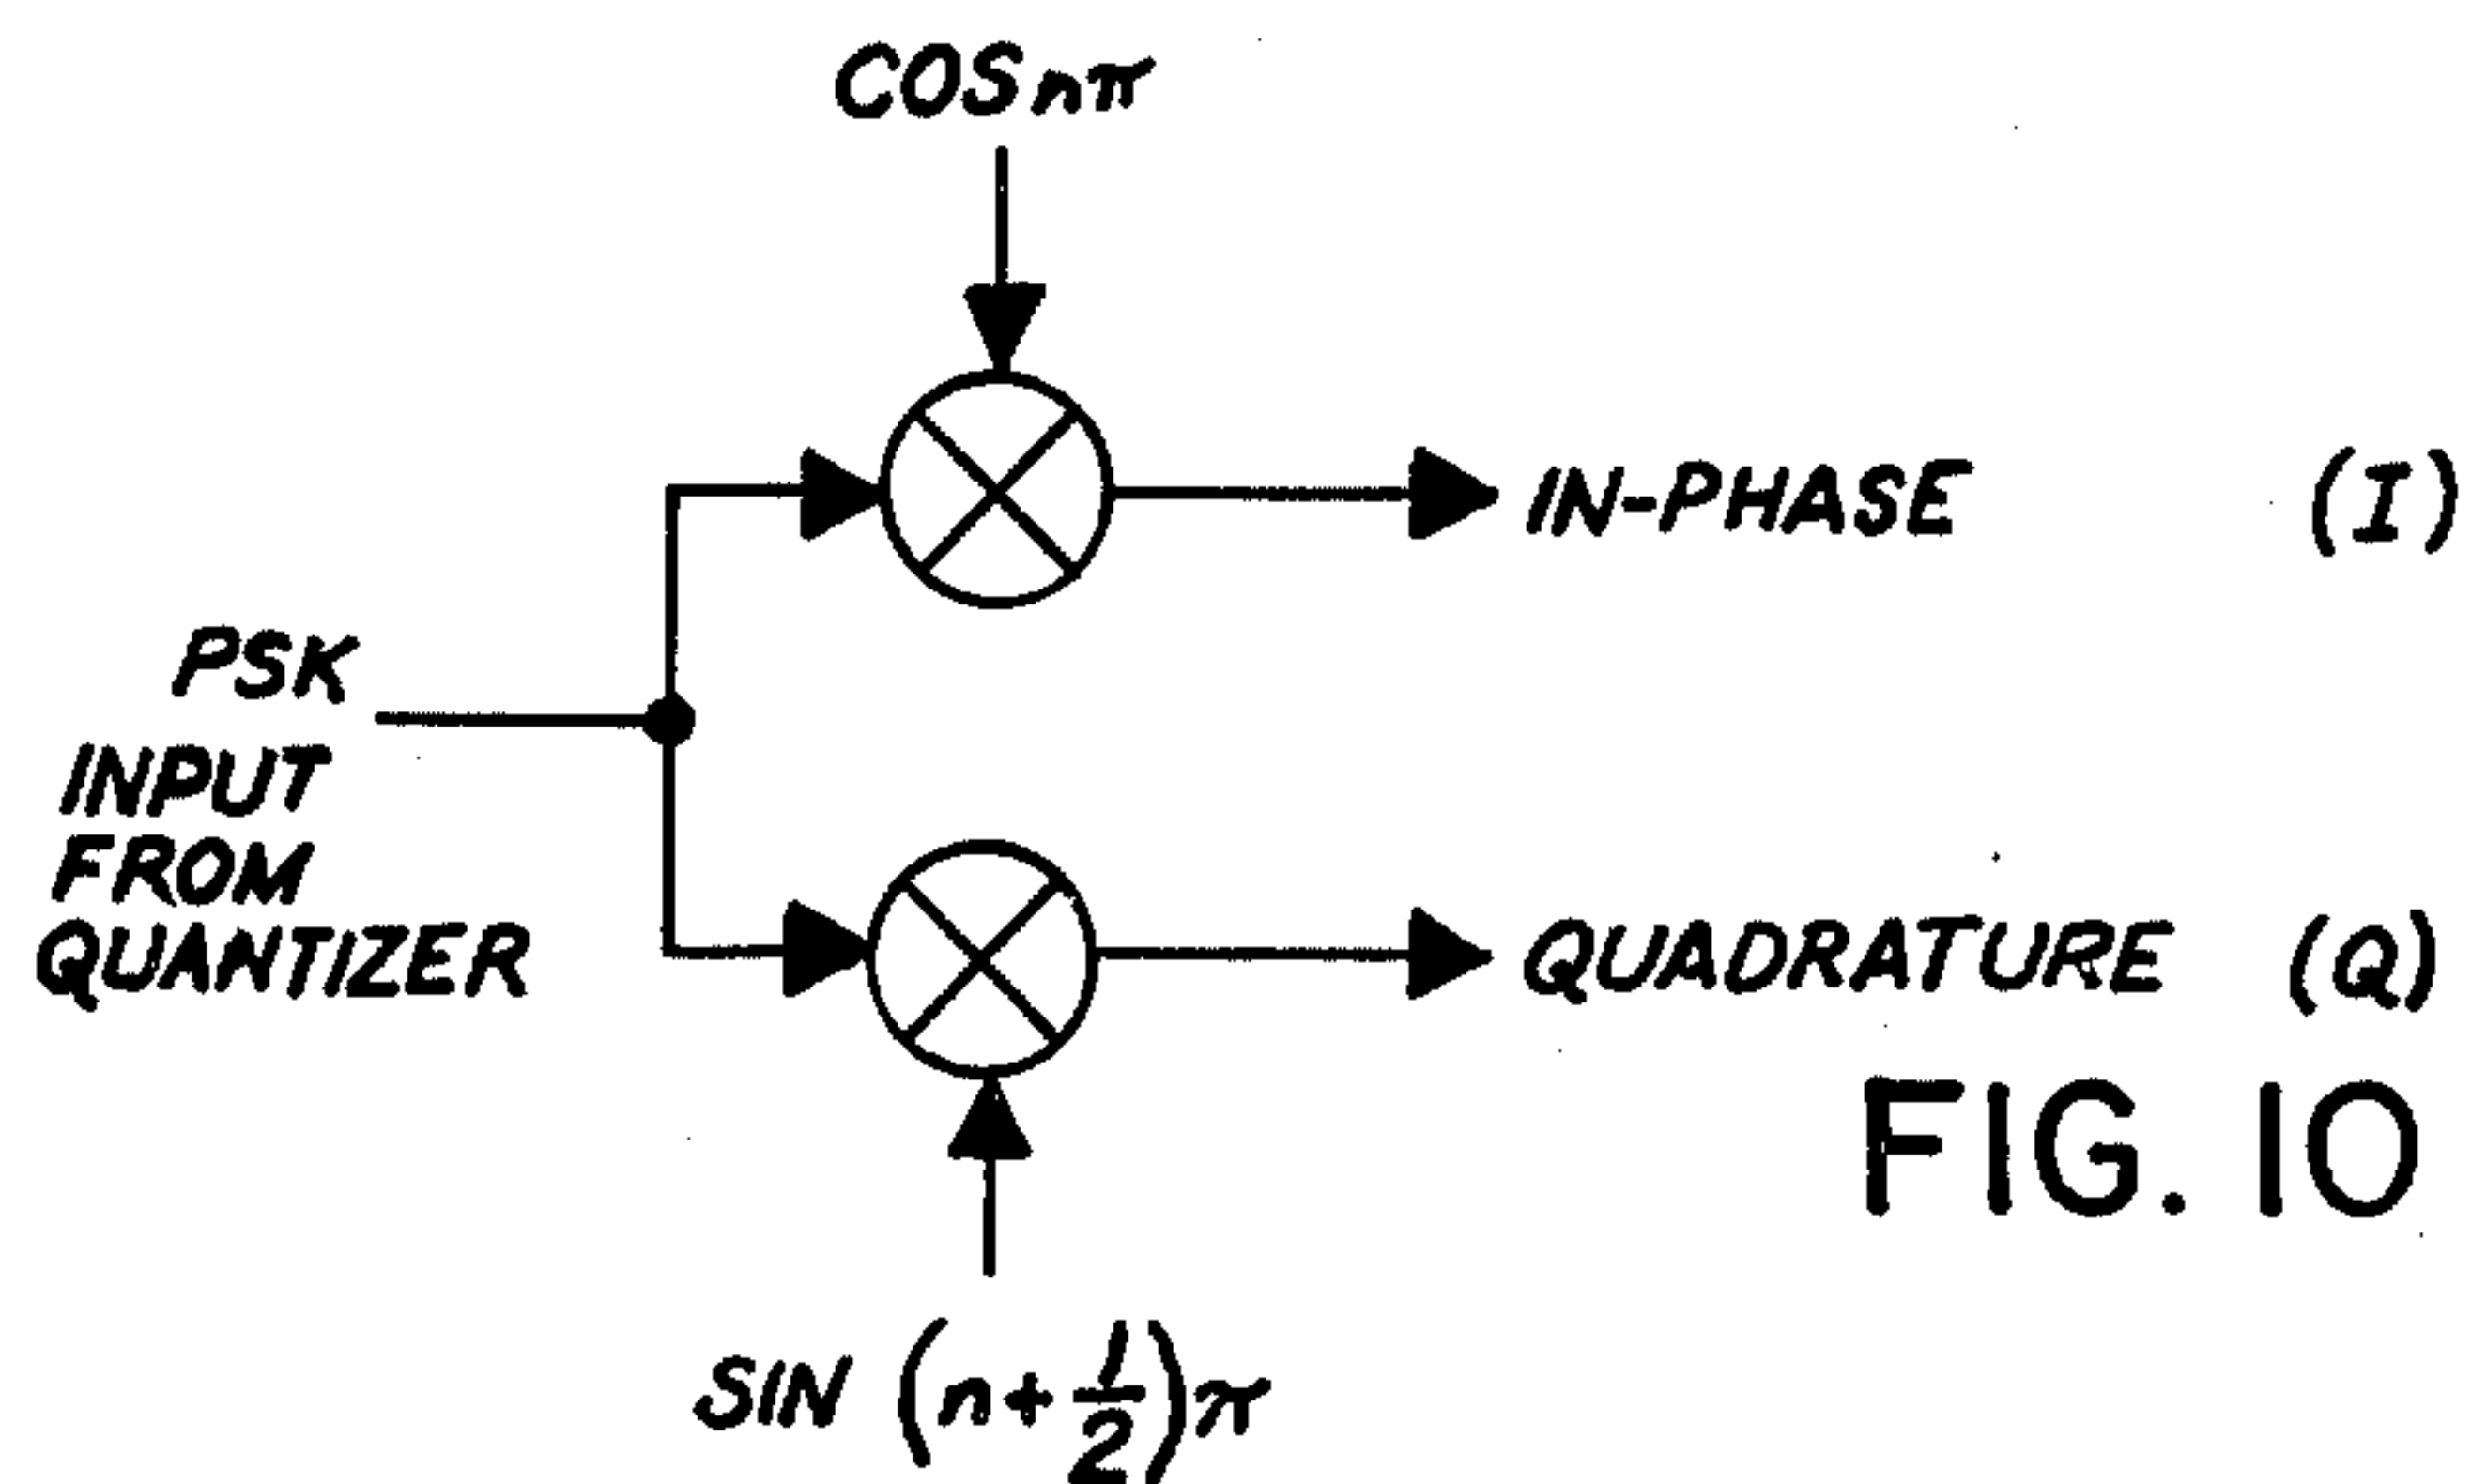 COS nπ
IN-PHASE (I)
PSK
INPUT
FROM
QUANTIZER
QUADRATURE (Q)
FIG. 10
SIN (n + 1/2) π